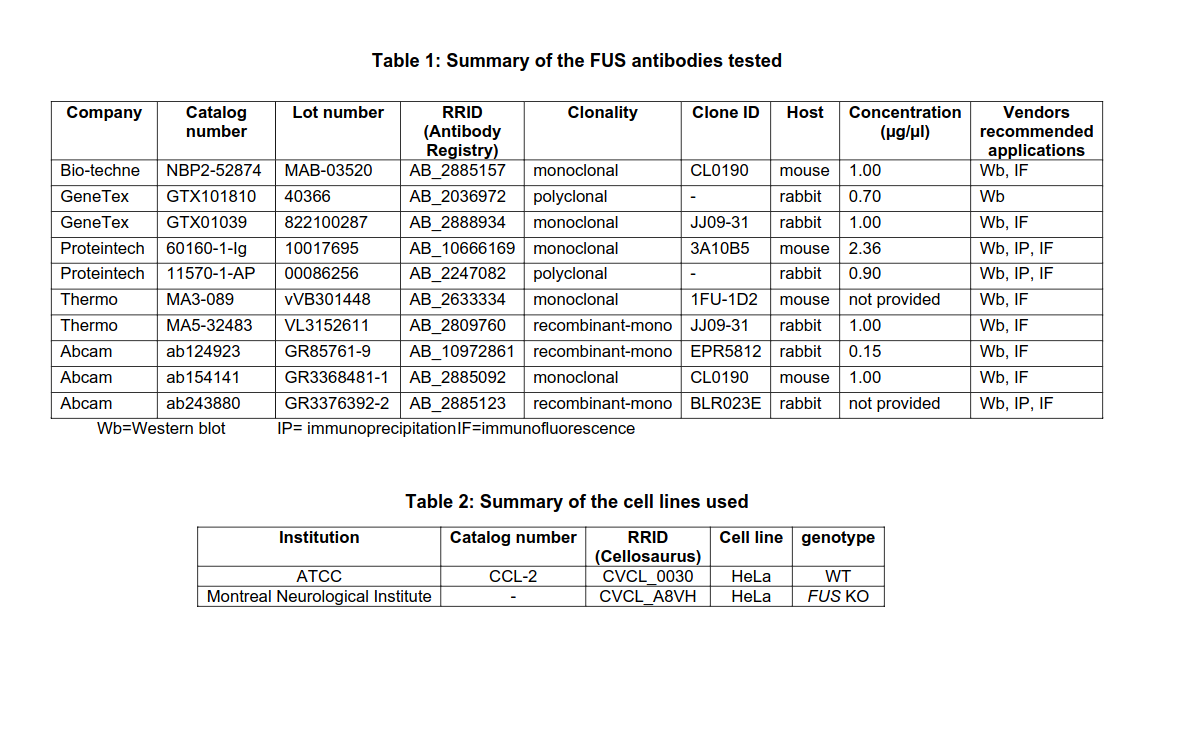 Table 1: Summary of the FUS antibodies tested
Company Catalog number Lot number RRID (Antibody Registry) Clonality Clone ID Host Concentration (µg/µl) Vendors recommended applications
Bio-techne NBP2-52874 MAB-03520 AB_2885157 monoclonal CL0190 mouse 1.00 Wb, IF
GeneTex GTX101810 40366 AB_2036972 polyclonal - rabbit 0.70 Wb
GeneTex GTX01039 822100287 AB_2888934 monoclonal JJ09-31 rabbit 1.00 Wb, IF
Proteintech 60160-1-Ig 10017695 AB_10666169 monoclonal 3A10B5 mouse 2.36 Wb, IP, IF
Proteintech 11570-1-AP 00086256 AB_2247082 polyclonal - rabbit 0.90 Wb, IP, IF
Thermo MA3-089 vVB301448 AB_2633334 monoclonal 1FU-1D2 mouse not provided Wb, IF
Thermo MA5-32483 VL3152611 AB_2809760 recombinant-mono JJ09-31 rabbit 1.00 Wb, IF
Abcam ab124923 GR85761-9 AB_10972861 recombinant-mono EPR5812 rabbit 0.15 Wb, IF
Abcam ab154141 GR3368481-1 AB_2885092 monoclonal CL0190 mouse 1.00 Wb, IF
Abcam ab243880 GR3376392-2 AB_2885123 recombinant-mono BLR023E rabbit not provided Wb, IP, IF
Wb=Western blot IP= immunoprecipitationIF=immunofluorescence
Table 2: Summary of the cell lines used
Institution Catalog number RRID (Cellosaurus) Cell line genotype
ATCC CCL-2 CVCL_0030 HeLa WT
Montreal Neurological Institute - CVCL_A8VH HeLa FUS KO